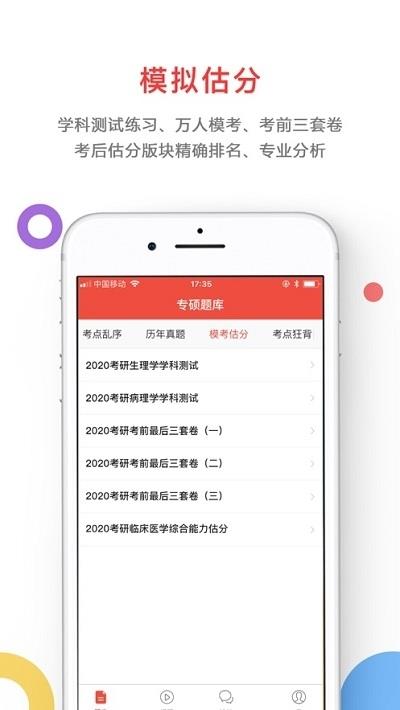 模拟估分
学科测试练习、万人模考、考前三套卷
考后估分版块精确排名、专业分析
中国移动 17:35
专硕题库
考点乱序 历年真题 模考估分 考点狂背
2020考研生理学学科测试
2020考研病理学学科测试
2020考研考前最后三套卷（一）
2020考研考前最后三套卷（二）
2020考研考前最后三套卷（三）
2020考研临床医学综合能力估分